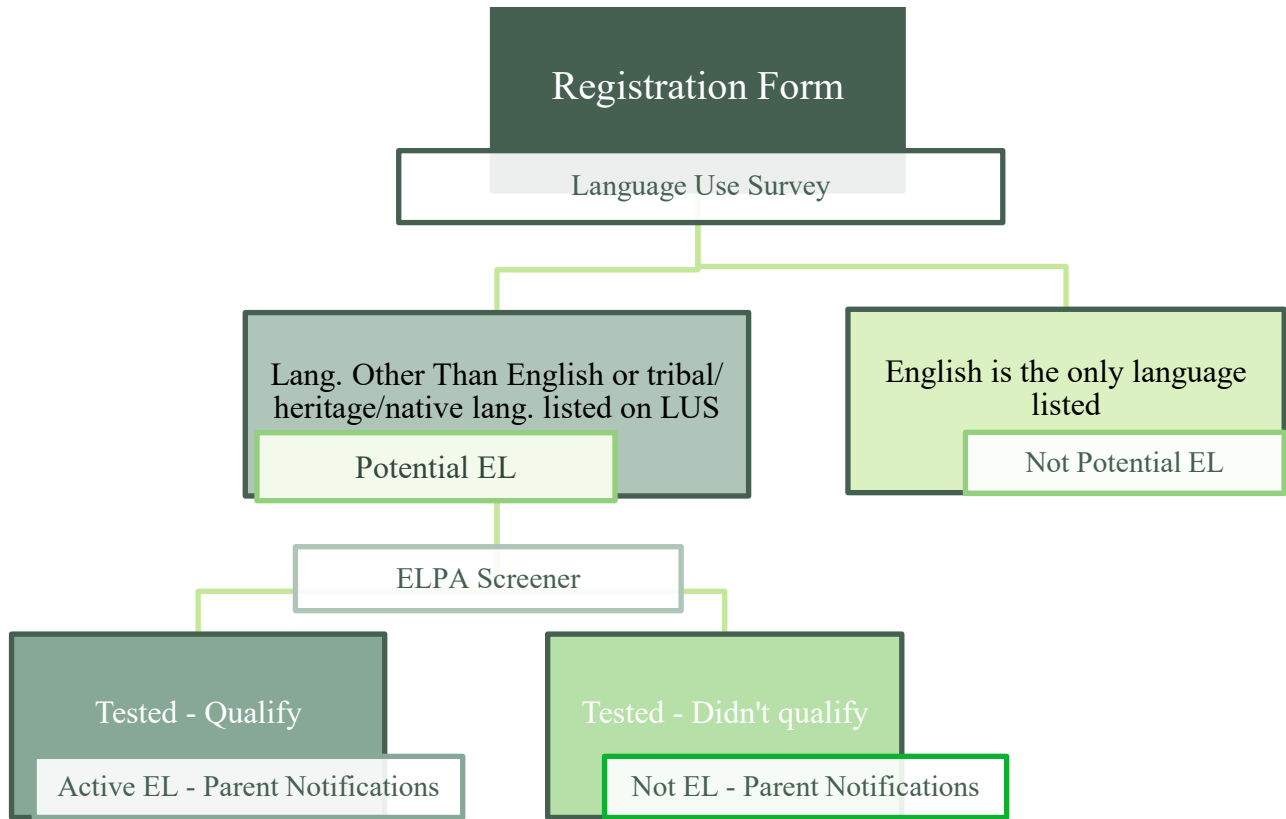 Registration Form
Language Use Survey
Lang. Other Than English or tribal/
heritage/native lang. listed on LUS
Potential EL
English is the only language
listed
Not Potential EL
ELPA Screener
Tested - Qualify
Active EL - Parent Notifications
Tested - Didn't qualify
Not EL - Parent Notifications